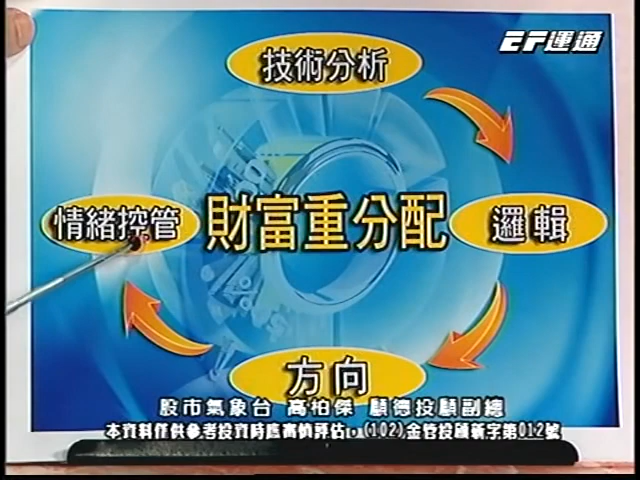 EF運通
技術分析
情緒控管
財富重分配
邏輯
方向
股市氣象台 高柏傑 顧德投顧副總
本資料僅供參考投資時應審慎評估。(102)金管投顧新字第012號